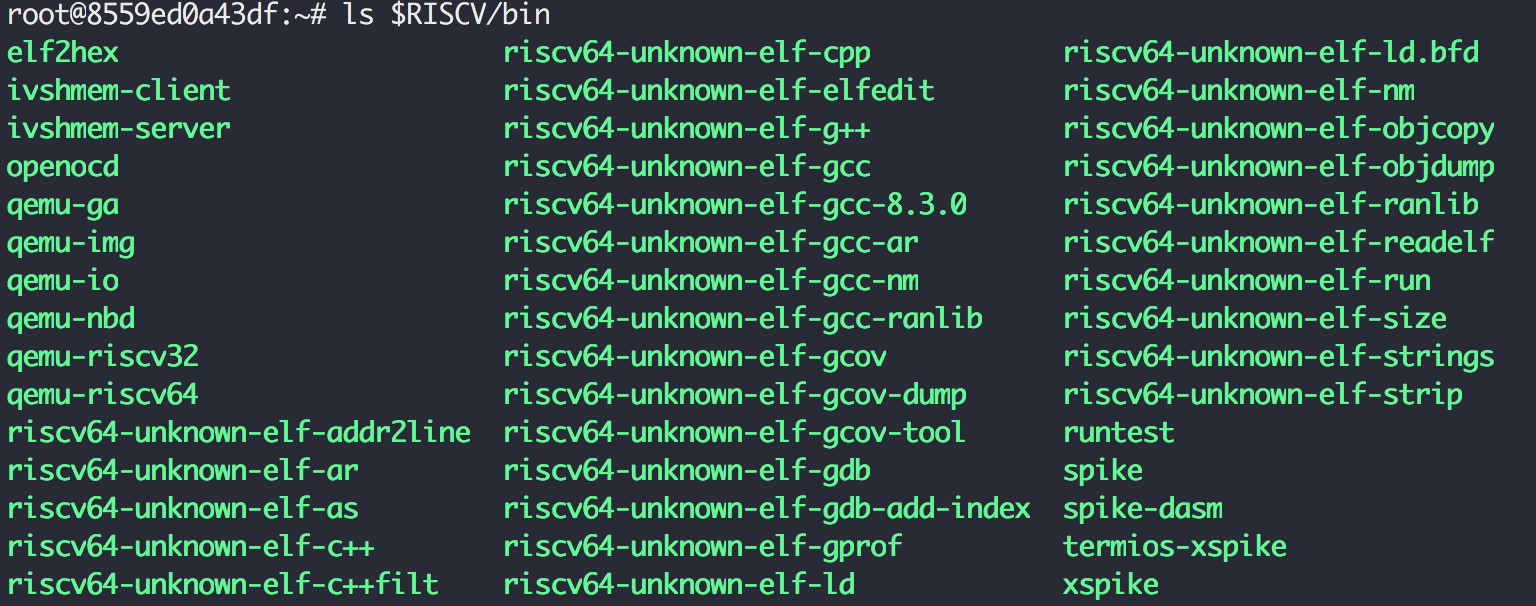 root@8559ed0a43df:~# ls $RISCV/bin
elf2hex riscv64-unknown-elf-cpp riscv64-unknown-elf-ld.bfd
ivshmem-client riscv64-unknown-elf-elfedit riscv64-unknown-elf-nm
ivshmem-server riscv64-unknown-elf-g++ riscv64-unknown-elf-objcopy
openocd riscv64-unknown-elf-gcc riscv64-unknown-elf-objdump
qemu-ga riscv64-unknown-elf-gcc-8.3.0 riscv64-unknown-elf-ranlib
qemu-img riscv64-unknown-elf-gcc-ar riscv64-unknown-elf-readelf
qemu-io riscv64-unknown-elf-gcc-nm riscv64-unknown-elf-run
qemu-nbd riscv64-unknown-elf-gcc-ranlib riscv64-unknown-elf-size
qemu-riscv32 riscv64-unknown-elf-gcov riscv64-unknown-elf-strings
qemu-riscv64 riscv64-unknown-elf-gcov-dump riscv64-unknown-elf-strip
riscv64-unknown-elf-addr2line riscv64-unknown-elf-gcov-tool runtest
riscv64-unknown-elf-ar riscv64-unknown-elf-gdb spike
riscv64-unknown-elf-as riscv64-unknown-elf-gdb-add-index spike-dasm
riscv64-unknown-elf-c++ riscv64-unknown-elf-gprof termios-xspike
riscv64-unknown-elf-c++filt riscv64-unknown-elf-ld xspike